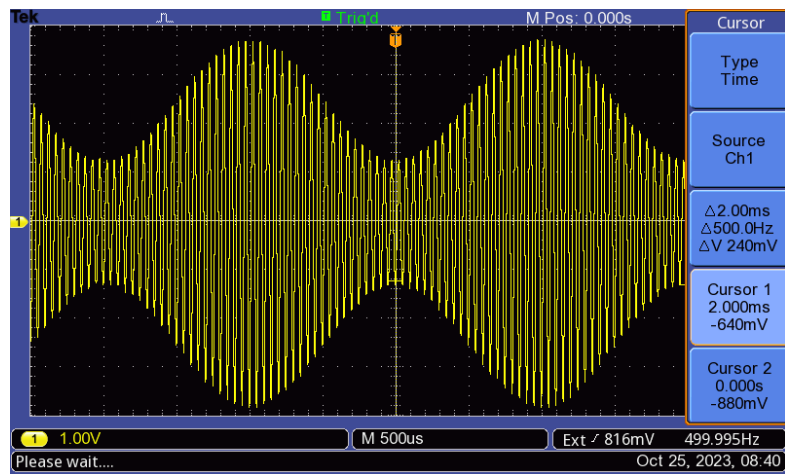 Tek
T Trig'd
M Pos: 0.000s
Cursor
T
Type
Time
Source
Ch1
△2.00ms
△500.0Hz
△V 240mV
1
Cursor 1
2.000ms
-640mV
Cursor 2
0.000s
-880mV
1 1.00V
M 500us
Ext 816mV
499.995Hz
Please wait....
Oct 25, 2023, 08:40